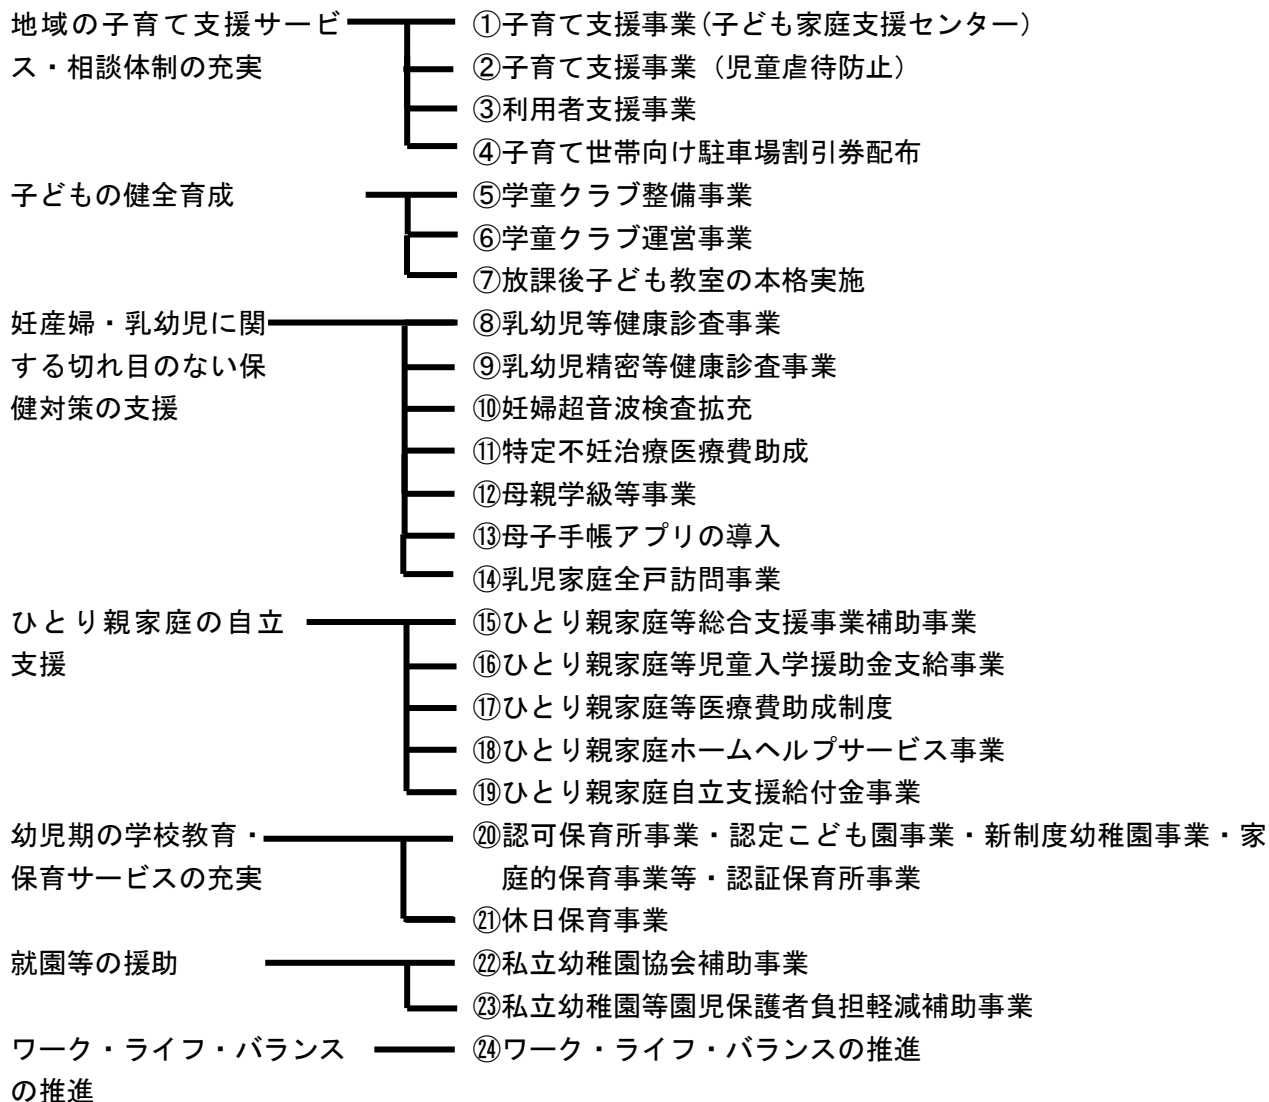 地域の子育て支援サービ
ス・相談体制の充実
①子育て支援事業(子ども家庭支援センター)
②子育て支援事業(児童虐待防止)
③利用者支援事業
④子育て世帯向け駐車場割引券配布
子どもの健全育成
⑤学童クラブ整備事業
⑥学童クラブ運営事業
⑦放課後子ども教室の本格実施
妊産婦・乳幼児に関
する切れ目のない保
健対策の支援
⑧乳幼児等健康診査事業
⑨乳幼児精密等健康診査事業
⑩妊婦超音波検査拡充
⑪特定不妊治療医療費助成
⑫母親学級等事業
⑬母子手帳アプリの導入
⑭乳児家庭全戸訪問事業
ひとり親家庭の自立
支援
⑮ひとり親家庭等総合支援事業補助事業
⑯ひとり親家庭等児童入学援助金支給事業
⑰ひとり親家庭等医療費助成制度
⑱ひとり親家庭ホームヘルプサービス事業
⑲ひとり親家庭自立支援給付金事業
幼児期の学校教育・
保育サービスの充実
⑳認可保育所事業・認定こども園事業・新制度幼稚園事業・家
庭的保育事業等・認証保育所事業
㉑休日保育事業
就園等の援助
㉒私立幼稚園協会補助事業
㉓私立幼稚園等園児保護者負担軽減補助事業
ワーク・ライフ・バランス
の推進
㉔ワーク・ライフ・バランスの推進